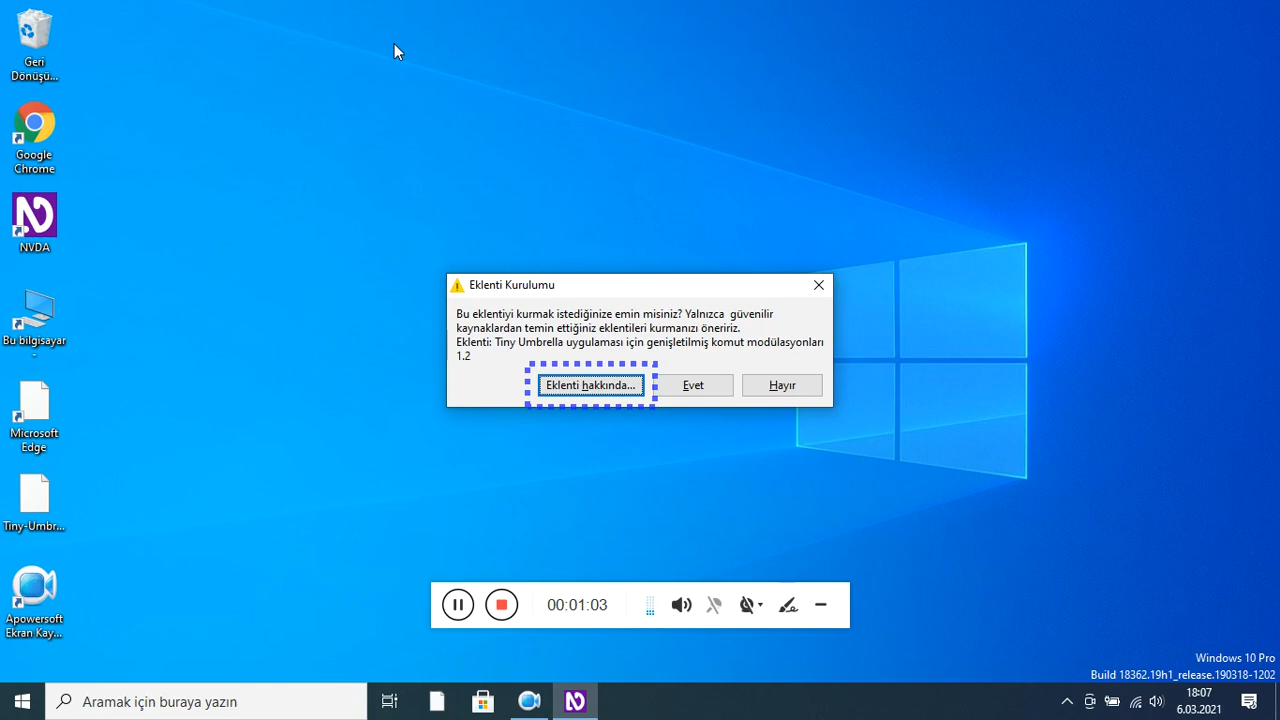 Geri
Dönüşü...
Google
Chrome
NVDA
Bu bilgisayar
-
Microsoft
Edge
Tiny-Umbr...
Apowersoft
Ekran Kay...
Eklenti Kurulumu
Bu eklentiyi kurmak istediğinize emin misiniz? Yalnızca  güvenilir
kaynaklardan temin ettiğiniz eklentileri kurmanızı öneririz.
Eklenti: Tiny Umbrella uygulaması için genişletilmiş komut modülasyonları
1.2
Eklenti hakkında...
Evet
Hayır
00:01:03
Windows 10 Pro
Build 18362.19h1_release.190318-1202
Aramak için buraya yazın
18:07
6.03.2021